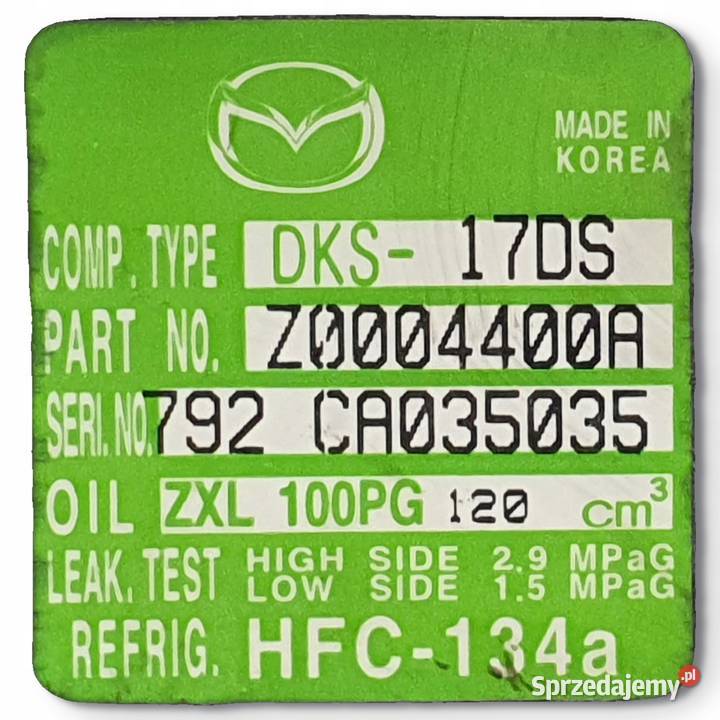 MADE IN
KOREA
COMP. TYPE DKS- 17DS
PART NO. Z0004400A
SERI. NO. 792 CA035035
OIL ZXL 100PG 120 cm³
LEAK. TEST HIGH SIDE 2.9 MPaG
LOW SIDE 1.5 MPaG
REFRIG. HFC-134a
Sprzedajemy.pl